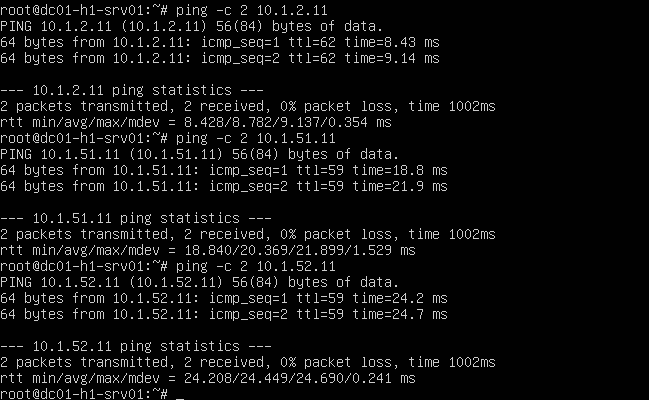 root@dc01-h1-srv01:~# ping -c 2 10.1.2.11
PING 10.1.2.11 (10.1.2.11) 56(84) bytes of data.
64 bytes from 10.1.2.11: icmp_seq=1 ttl=62 time=8.43 ms
64 bytes from 10.1.2.11: icmp_seq=2 ttl=62 time=9.14 ms

--- 10.1.2.11 ping statistics ---
2 packets transmitted, 2 received, 0% packet loss, time 1002ms
rtt min/avg/max/mdev = 8.428/8.782/9.137/0.354 ms
root@dc01-h1-srv01:~# ping -c 2 10.1.51.11
PING 10.1.51.11 (10.1.51.11) 56(84) bytes of data.
64 bytes from 10.1.51.11: icmp_seq=1 ttl=59 time=18.8 ms
64 bytes from 10.1.51.11: icmp_seq=2 ttl=59 time=21.9 ms

--- 10.1.51.11 ping statistics ---
2 packets transmitted, 2 received, 0% packet loss, time 1002ms
rtt min/avg/max/mdev = 18.840/20.369/21.899/1.529 ms
root@dc01-h1-srv01:~# ping -c 2 10.1.52.11
PING 10.1.52.11 (10.1.52.11) 56(84) bytes of data.
64 bytes from 10.1.52.11: icmp_seq=1 ttl=59 time=24.2 ms
64 bytes from 10.1.52.11: icmp_seq=2 ttl=59 time=24.7 ms

--- 10.1.52.11 ping statistics ---
2 packets transmitted, 2 received, 0% packet loss, time 1002ms
rtt min/avg/max/mdev = 24.208/24.449/24.690/0.241 ms
root@dc01-h1-srv01:~# _